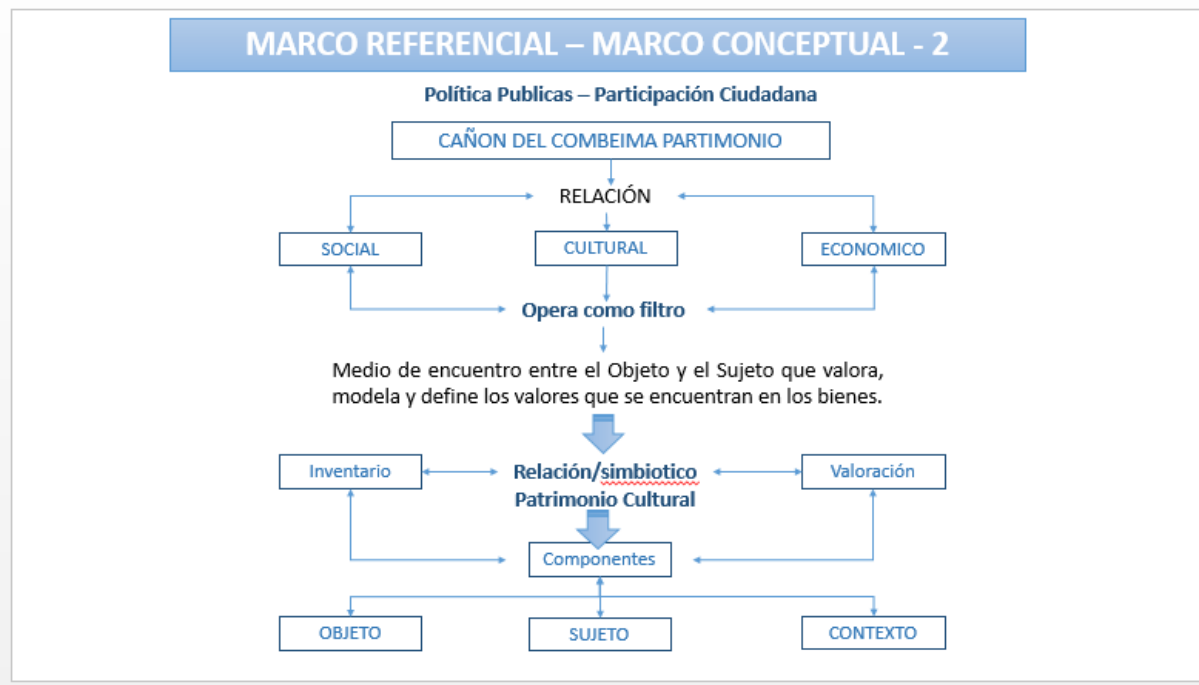 MARCO REFERENCIAL – MARCO CONCEPTUAL - 2
Política Publicas – Participación Ciudadana
CAÑON DEL COMBEIMA PARTIMONIO
RELACIÓN
SOCIAL
CULTURAL
ECONOMICO
Opera como filtro
Medio de encuentro entre el Objeto y el Sujeto que valora,
modela y define los valores que se encuentran en los bienes.
Inventario
Relación/simbiotico
Patrimonio Cultural
Valoración
Componentes
OBJETO
SUJETO
CONTEXTO